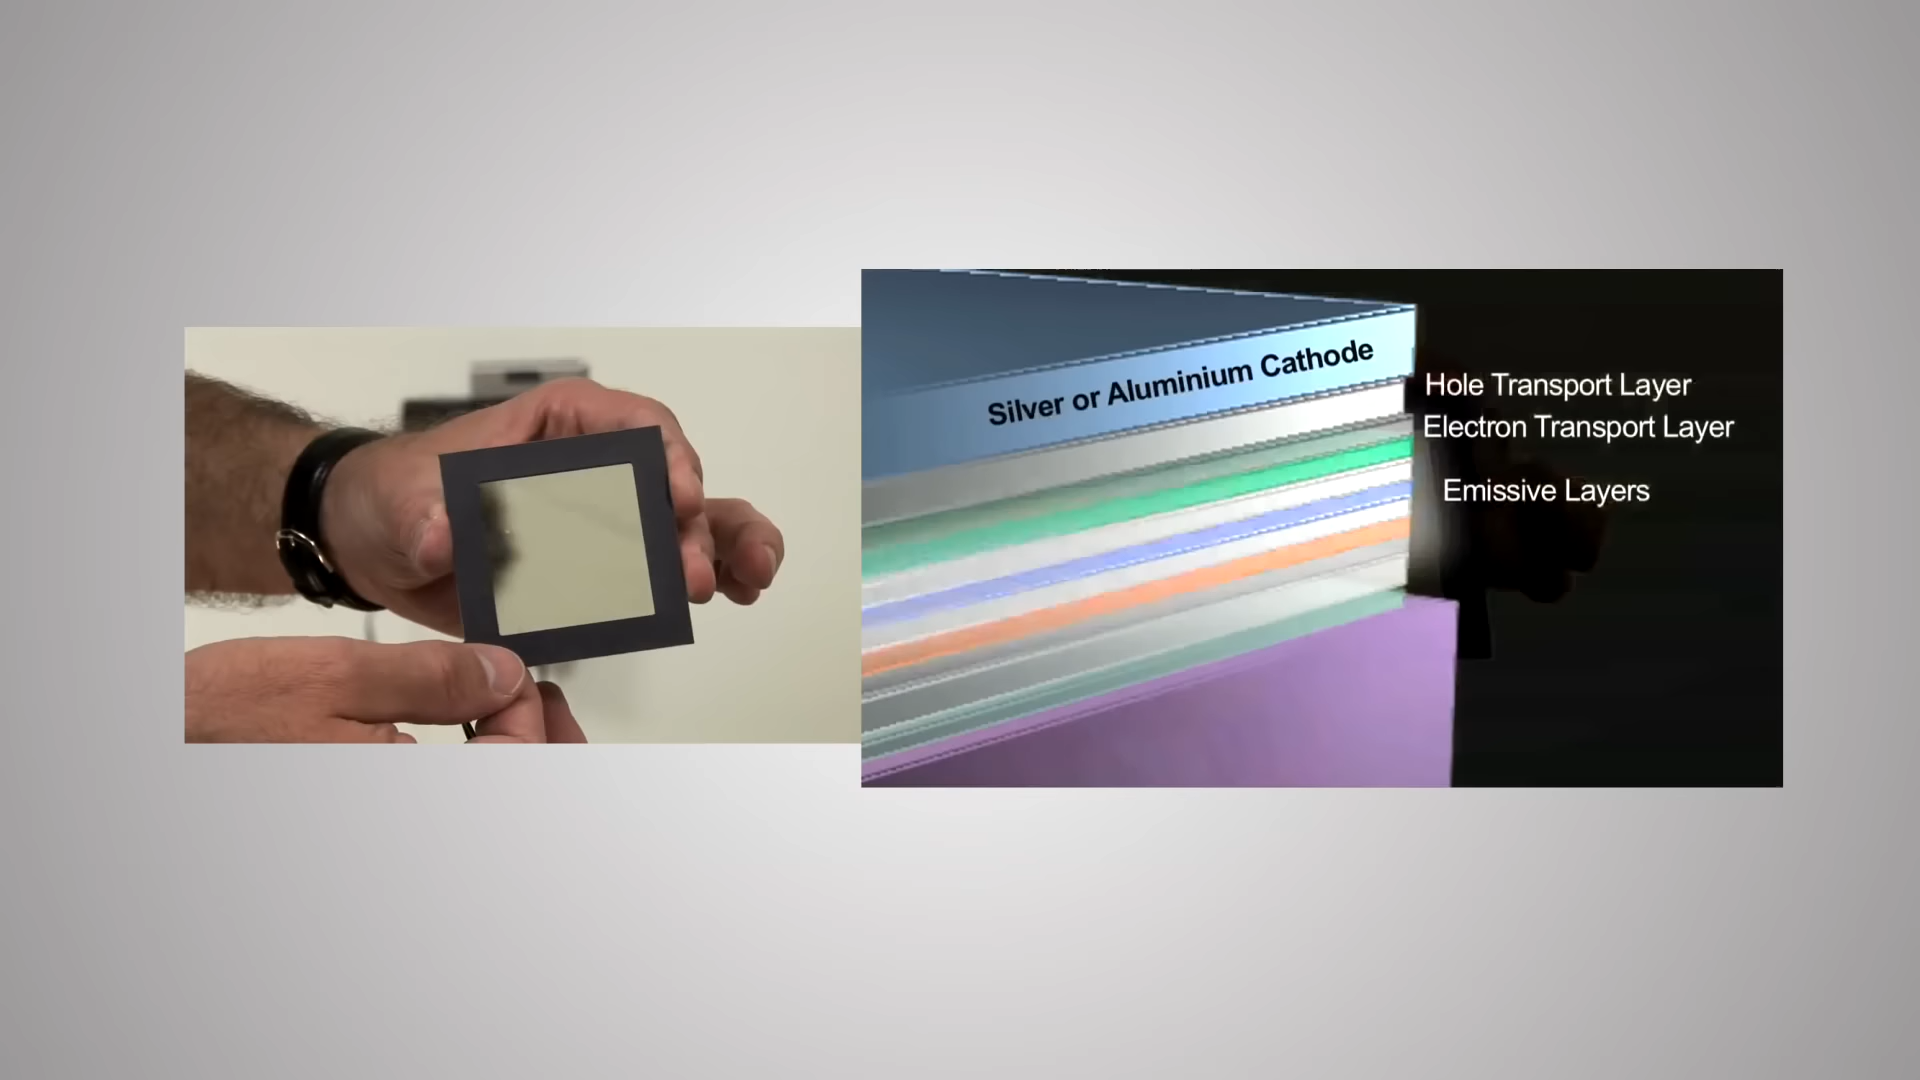 Silver or Aluminium Cathode
Hole Transport Layer
Electron Transport Layer
Emissive Layers